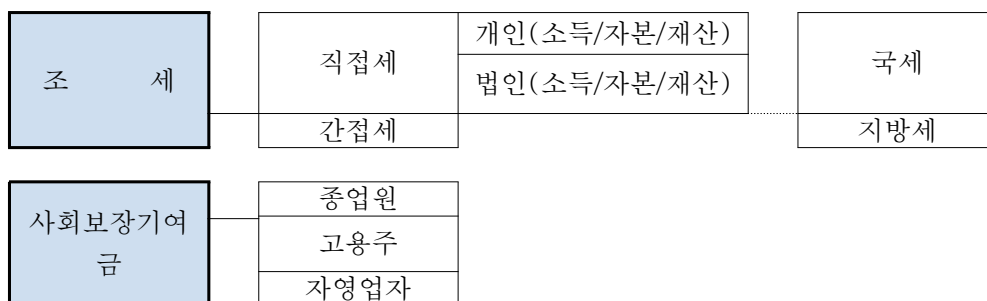 조 세
직접세
개인(소득/자본/재산)
법인(소득/자본/재산)
국세
간접세
지방세
사회보장기여
금
종업원
고용주
자영업자